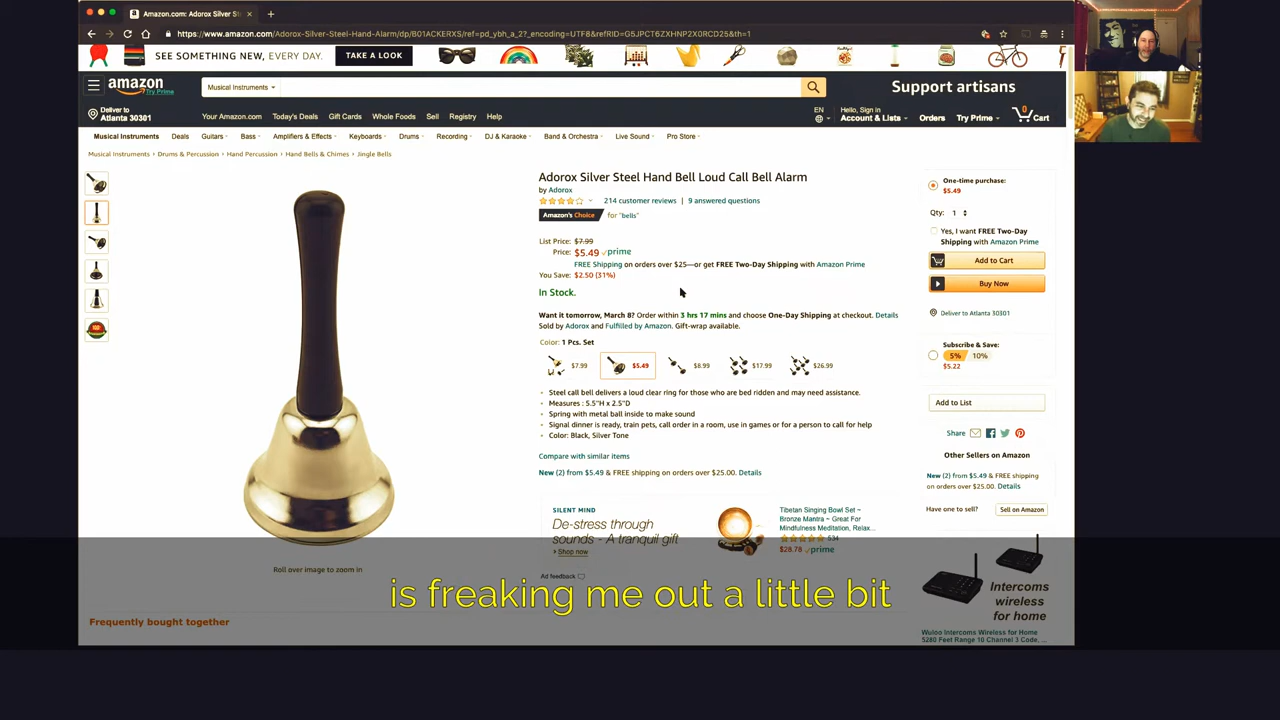 Amazon.com: Adorox Silver St
https://www.amazon.com/Adorox-Silver-Steel-Hand-Alarm/dp/B01ACKERXS/ref=pd_ybh_a_2?_encoding=UTF8&refRID=G5JPCT6ZXHNP2X0RCD25&th=1
SEE SOMETHING NEW, EVERY DAY. TAKE A LOOK
amazon
Try Prime
Musical Instruments
Support artisans
Deliver to
Atlanta 30301
Your Amazon.com Today's Deals Gift Cards Whole Foods Sell Registry Help
EN
Hello, Sign in
Account & Lists Orders Try Prime 0 Cart
Musical Instruments Deals Guitars Bass Amplifiers & Effects Keyboards Drums Recording DJ & Karaoke Band & Orchestra Live Sound Pro Store
Musical Instruments › Drums & Percussion › Hand Percussion › Hand Bells & Chimes › Jingle Bells
Adorox Silver Steel Hand Bell Loud Call Bell Alarm
by Adorox
214 customer reviews | 9 answered questions
Amazon's Choice for "bells"
List Price: $7.99
Price: $5.49 prime
FREE Shipping on orders over $25—or get FREE Two-Day Shipping with Amazon Prime
You Save: $2.50 (31%)
In Stock.
Want it tomorrow, March 8? Order within 3 hrs 17 mins and choose One-Day Shipping at checkout. Details
Sold by Adorox and Fulfilled by Amazon. Gift-wrap available.
Color: 1 Pcs. Set
$7.99 $5.49 $8.99 $17.99 $26.99
• Steel call bell delivers a loud clear ring for those who are bed ridden and may need assistance.
• Measures : 5.5"H x 2.5"D
• Spring with metal ball inside to make sound
• Signal dinner is ready, train pets, call order in a room, use in games or for a person to call for help
• Color: Black, Silver Tone
Compare with similar items
New (2) from $5.49 & FREE shipping on orders over $25.00. Details
SILENT MIND
De-stress through
sounds - A tranquil gift
› Shop now
Tibetan Singing Bowl Set ~
Bronze Mantra ~ Great For
Mindfulness Meditation, Relax...
534
$28.78 prime
Ad feedback
Roll over image to zoom in
Frequently bought together
One-time purchase:
$5.49
Qty: 1
Yes, I want FREE Two-Day
Shipping with Amazon Prime
Add to Cart
Buy Now
Deliver to Atlanta 30301
Subscribe & Save:
5% 10%
$5.22
Add to List
Share
Other Sellers on Amazon
New (2) from $5.49 & FREE shipping
on orders over $25.00. Details
Have one to sell? Sell on Amazon
Intercoms
wireless
for home
Wuloo Intercoms Wireless for Home
5280 Feet Range 10 Channel 3 Code, ...
is freaking me out a little bit